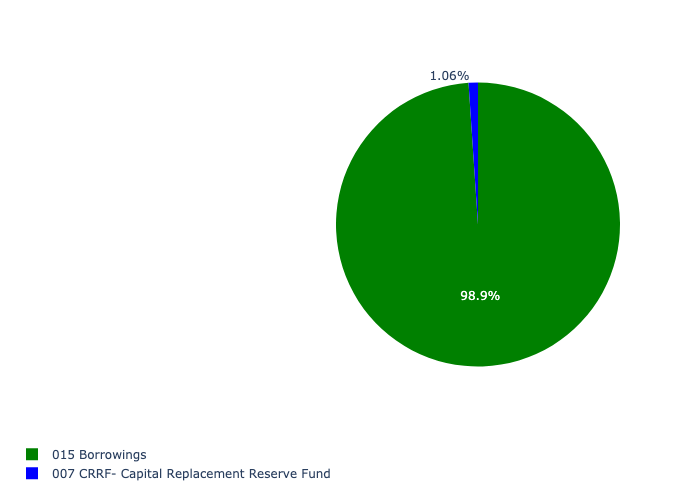 1.06%
98.9%
015 Borrowings
007 CRRF- Capital Replacement Reserve Fund